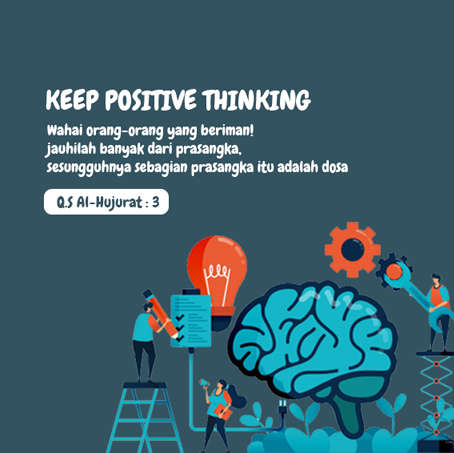 KEEP POSITIVE THINKING
Wahai orang-orang yang beriman!
jauhilah banyak dari prasangka,
sesungguhnya sebagian prasangka itu adalah dosa
Q.S Al-Hujurat : 3